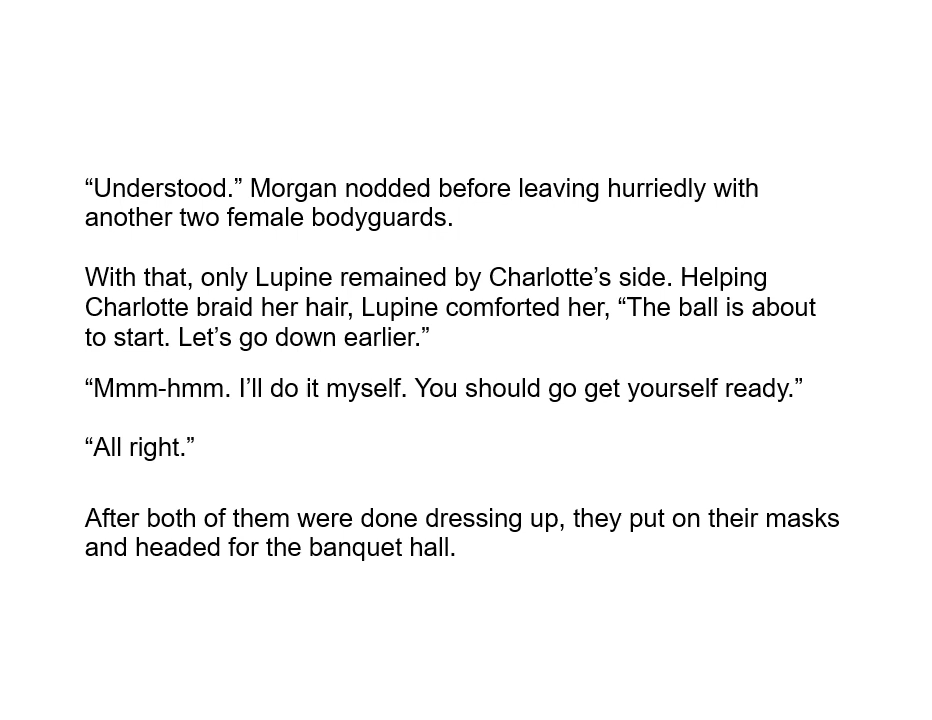 “Understood.” Morgan nodded before leaving hurriedly with
another two female bodyguards.
With that, only Lupine remained by Charlotte’s side. Helping
Charlotte braid her hair, Lupine comforted her, “The ball is about
to start. Let’s go down earlier.”
“Mmm-hmm. I’ll do it myself. You should go get yourself ready.”
“All right.”
After both of them were done dressing up, they put on their masks
and headed for the banquet hall.